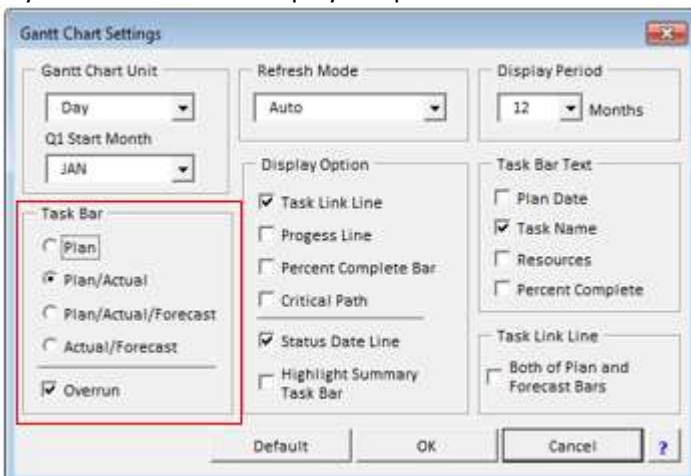 Gantt Chart Settings
Gantt Chart Unit
Day
Q1 Start Month
JAN
Task Bar
Plan
Plan/Actual
Plan/Actual/Forecast
Actual/Forecast
Overrun
Refresh Mode
Auto
Display Option
Task Link Line
Progess Line
Percent Complete Bar
Critical Path
Status Date Line
Highlight Summary
Task Bar
Display Period
12 Months
Task Bar Text
Plan Date
Task Name
Resources
Percent Complete
Task Link Line
Both of Plan and
Forecast Bars
Default OK Cancel ?